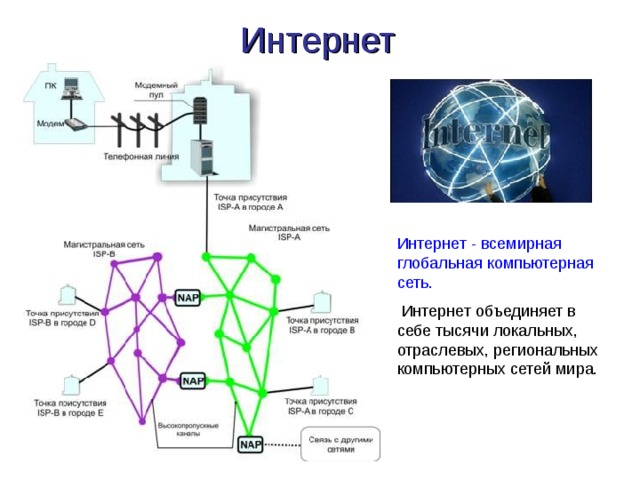 Интернет
ПК
Модем
Модемный
пул
Телефонная линия
Точка присутствия
ISP-A в городе A
Магистральная сеть
ISP-A
Магистральная сеть
ISP-B
NAP
Точка присутствия
ISP-B в городе D
Точка присутствия
ISP-A в городе B
NAP
Точка присутствия
ISP-B в городе E
Точка присутствия
ISP-A в городе C
Высокопропускные
каналы
NAP
Связь с другими
сетями
Internet
Интернет - всемирная
глобальная компьютерная
сеть.
Интернет объединяет в
себе тысячи локальных,
отраслевых, региональных
компьютерных сетей мира.